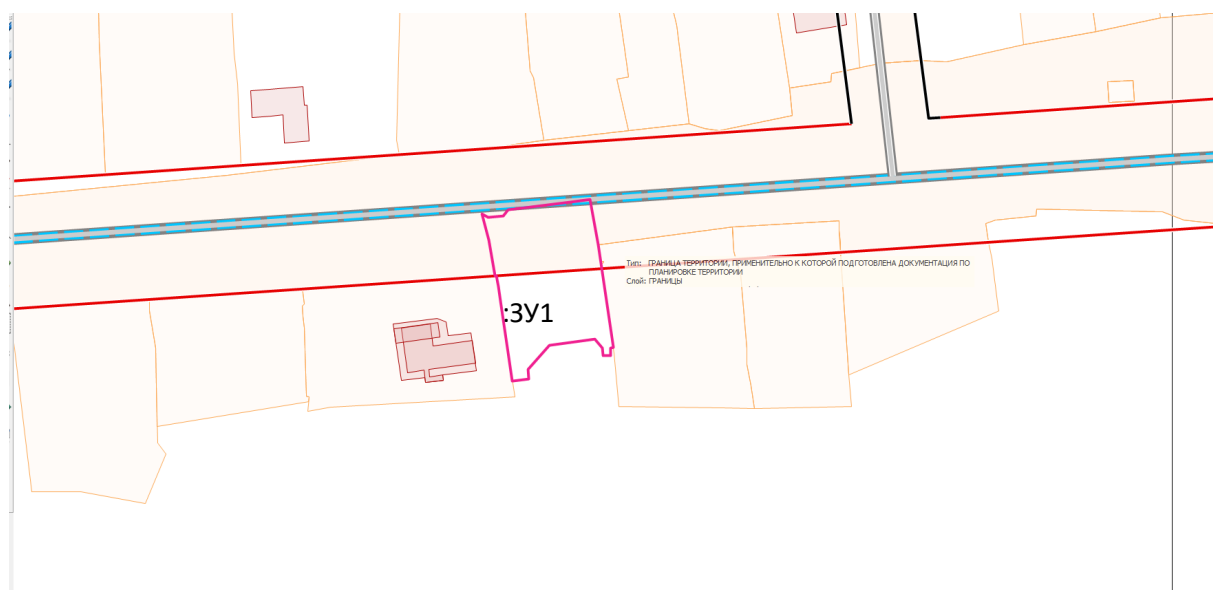 Тип: ГРАНИЦА ТЕРРИТОРИИ, ПРИМЕНИТЕЛЬНО К КОТОРОЙ ПОДГОТОВЛЕНА ДОКУМЕНТАЦИЯ ПО
ПЛАНИРОВКЕ ТЕРРИТОРИИ
Слой: ГРАНИЦЫ
:ЗУ1